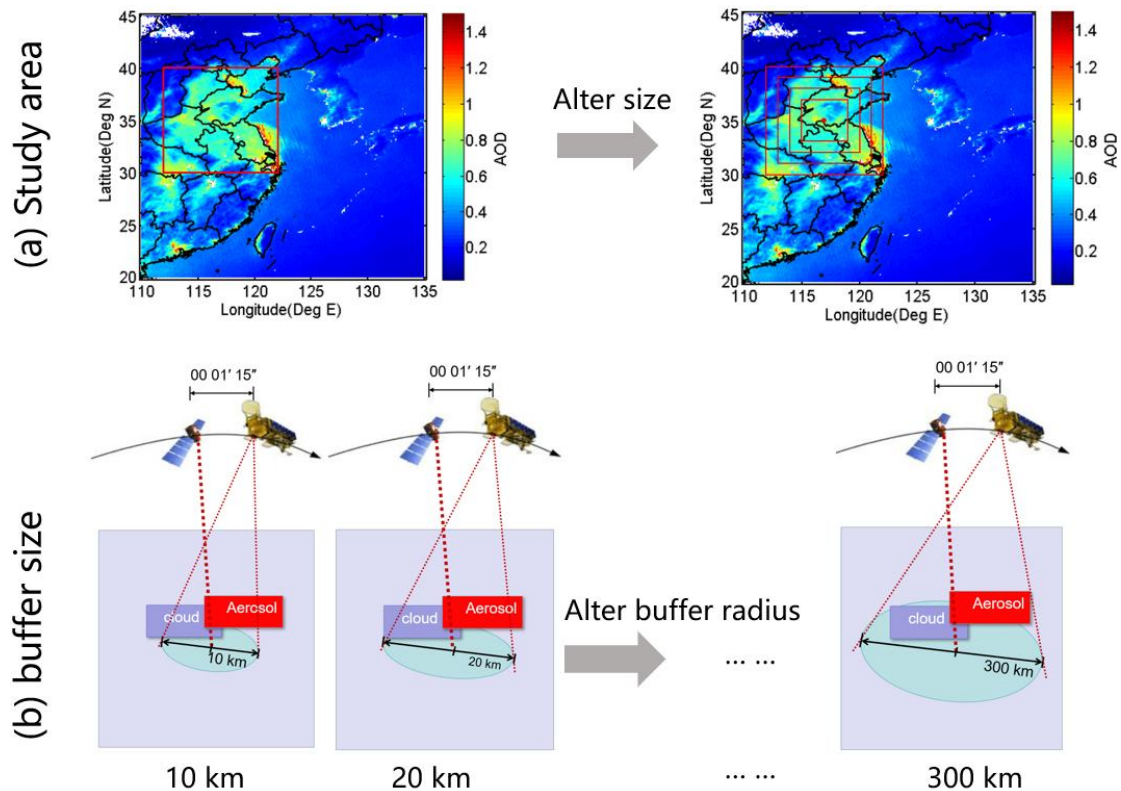 (a) Study area
45
40
35
30
25
20
Latitude(Deg N)
110 115 120 125 130 135
Longitude(Deg E)
1.4
1.2
1
0.8
0.6
0.4
0.2
AOD
Alter size
45
40
35
30
25
20
Latitude(Deg N)
110 115 120 125 130 135
Longitude(Deg E)
1.4
1.2
1
0.8
0.6
0.4
0.2
AOD
(b) buffer size
00 01′ 15″
cloud
Aerosol
10 km
10 km
00 01′ 15″
cloud
Aerosol
20 km
20 km
Alter buffer radius
... ...
... ...
00 01′ 15″
cloud
Aerosol
300 km
300 km